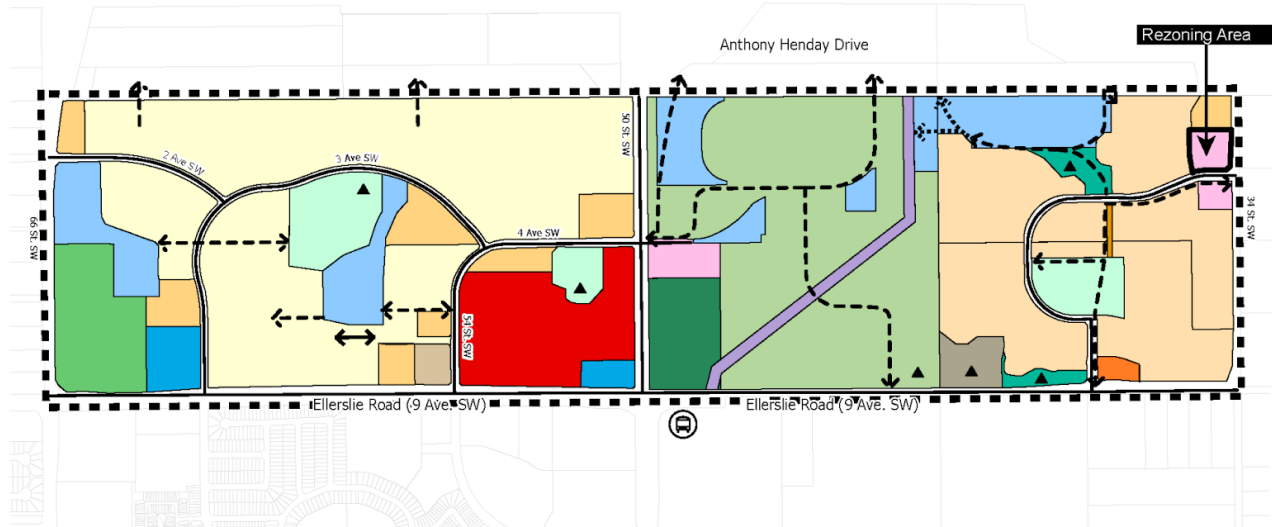 Rezoning Area
Anthony Henday Drive
50 St. SW
2 Ave SW
3 Ave SW
34 St. SW
66 St. SW
4 Ave SW
54 St. SW
Ellerslie Road (9 Ave. SW)
Ellerslie Road (9 Ave. SW)